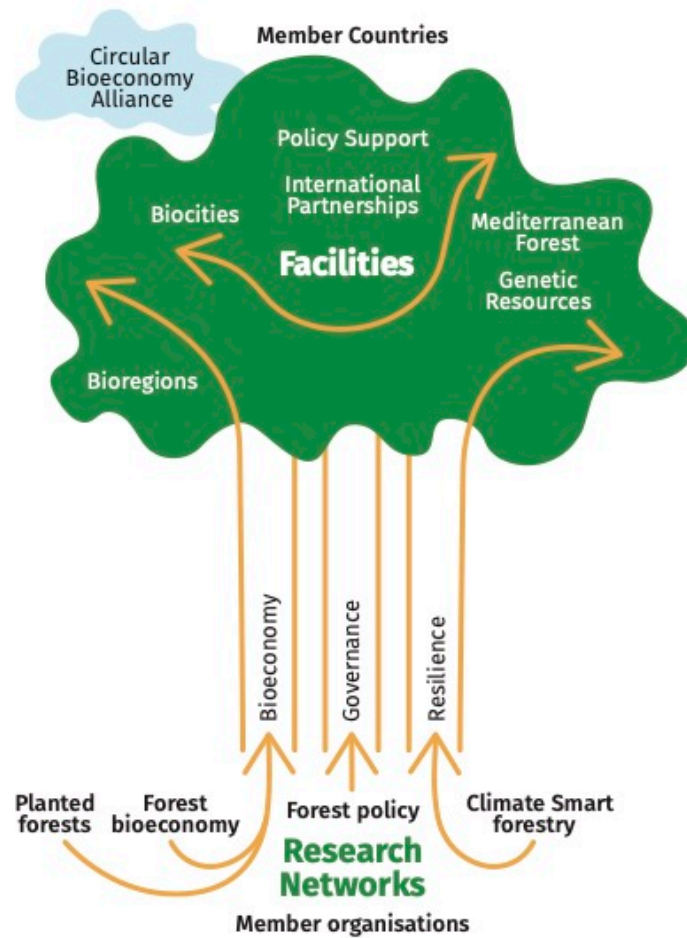 Member Countries
Circular
Bioeconomy
Alliance
Policy Support
International
Partnerships
Biocities
Facilities
Mediterranean
Forest
Genetic
Resources
Bioregions
Bioeconomy
Governance
Resilience
Planted
forests
Forest
bioeconomy
Forest policy
Climate Smart
forestry
Research
Networks
Member organisations